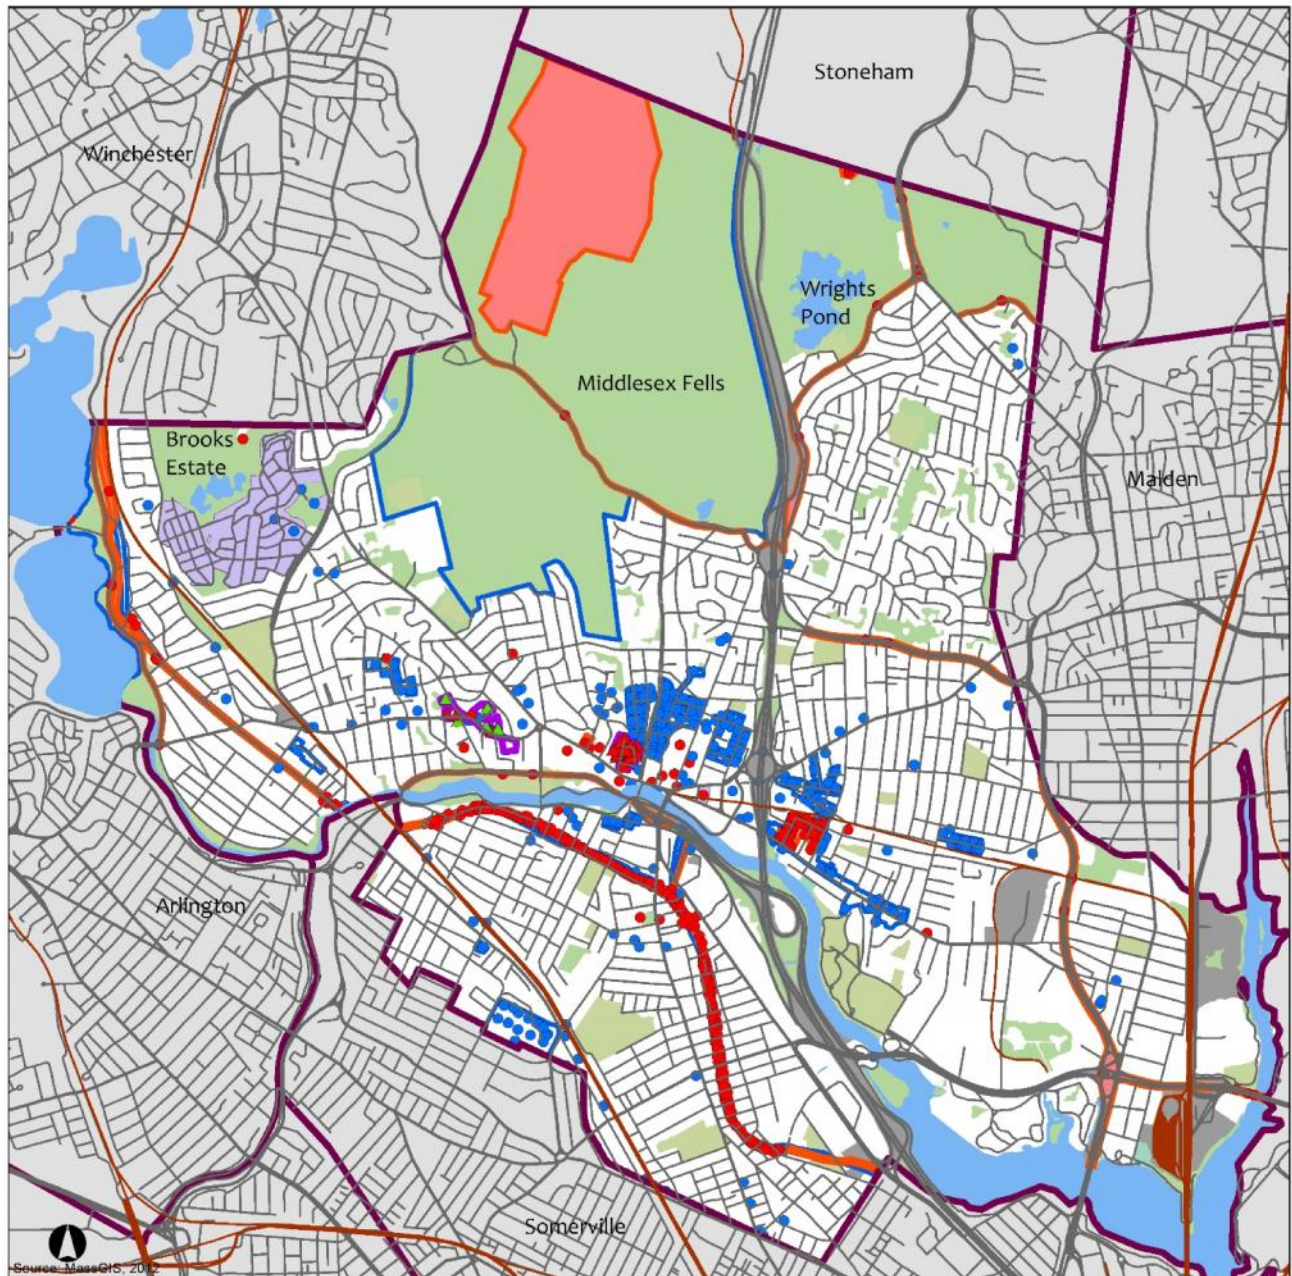 Stoneham
Winchester
Wrights
Pond
Middlesex Fells
Brooks
Estate
Malden
Arlington
Somerville
Source: MassGIS, 2012